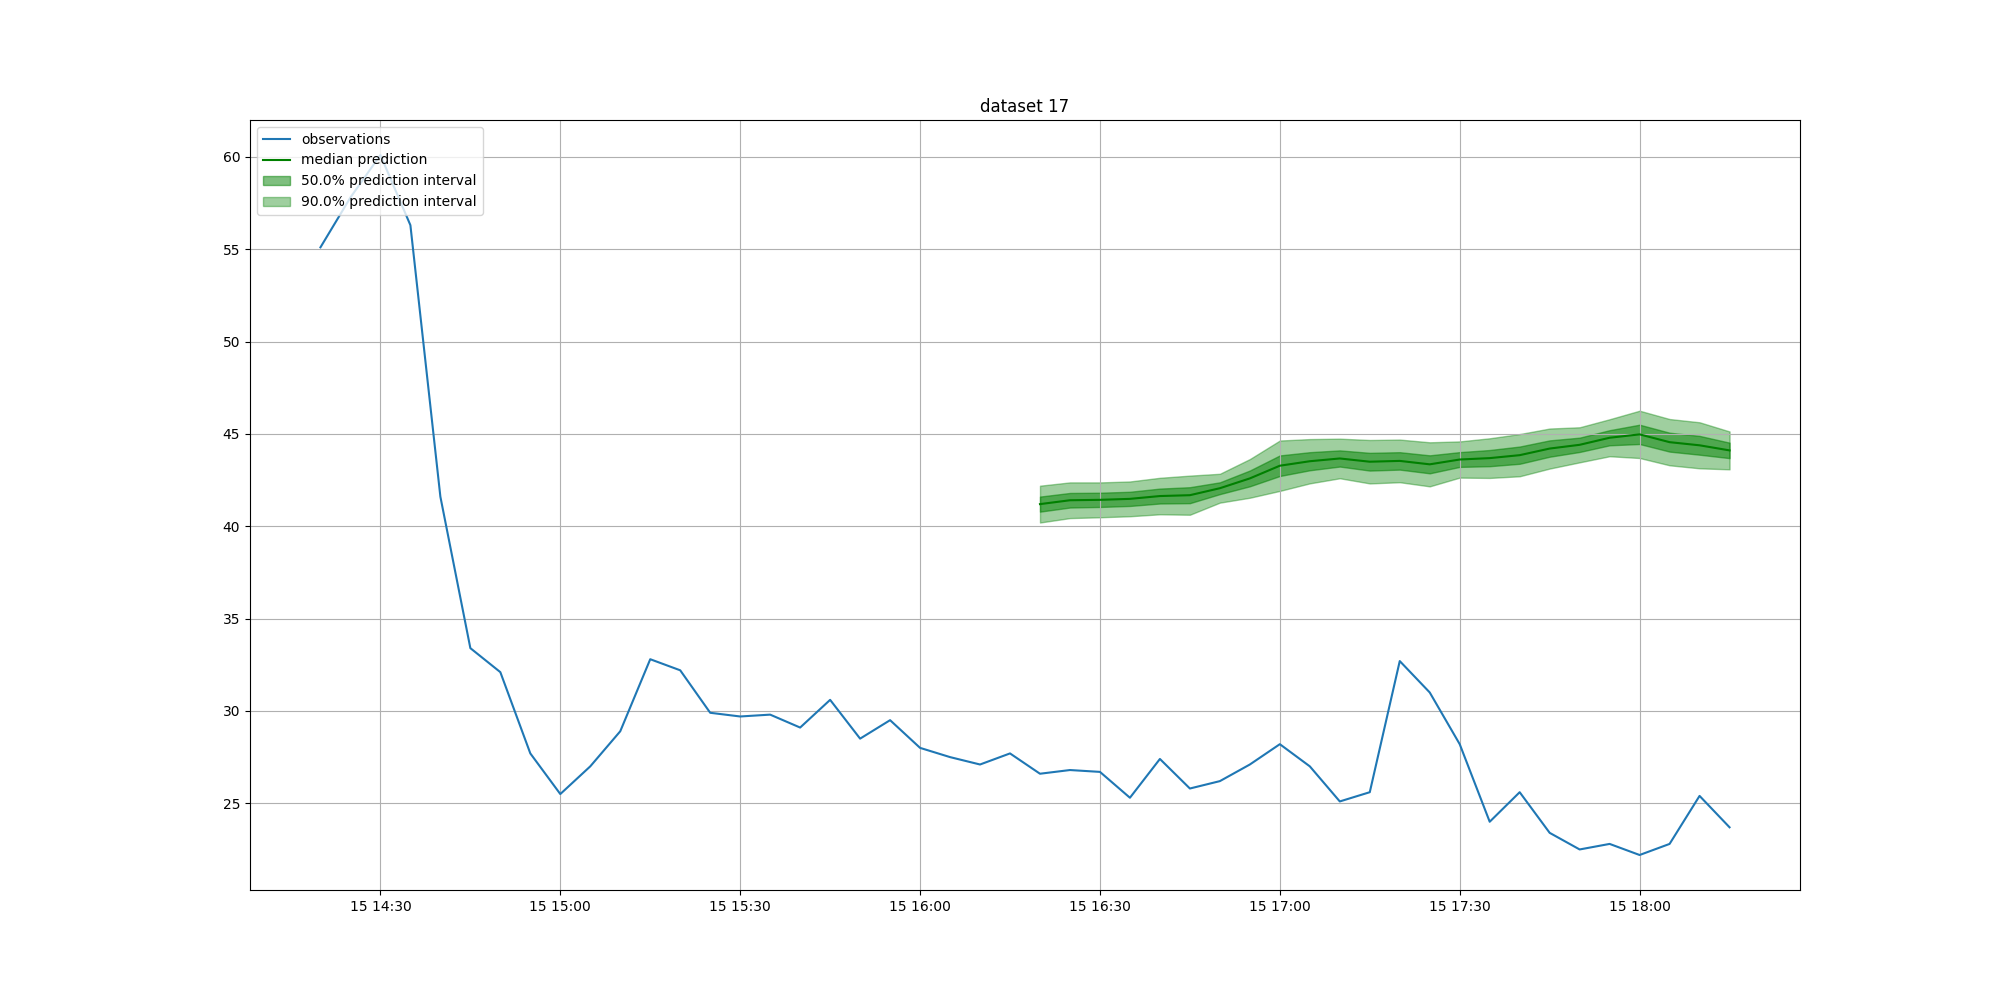 dataset 17
observations
median prediction
50.0% prediction interval
90.0% prediction interval
60
55
50
45
40
35
30
25
15 14:30 15 15:00 15 15:30 15 16:00 15 16:30 15 17:00 15 17:30 15 18:00